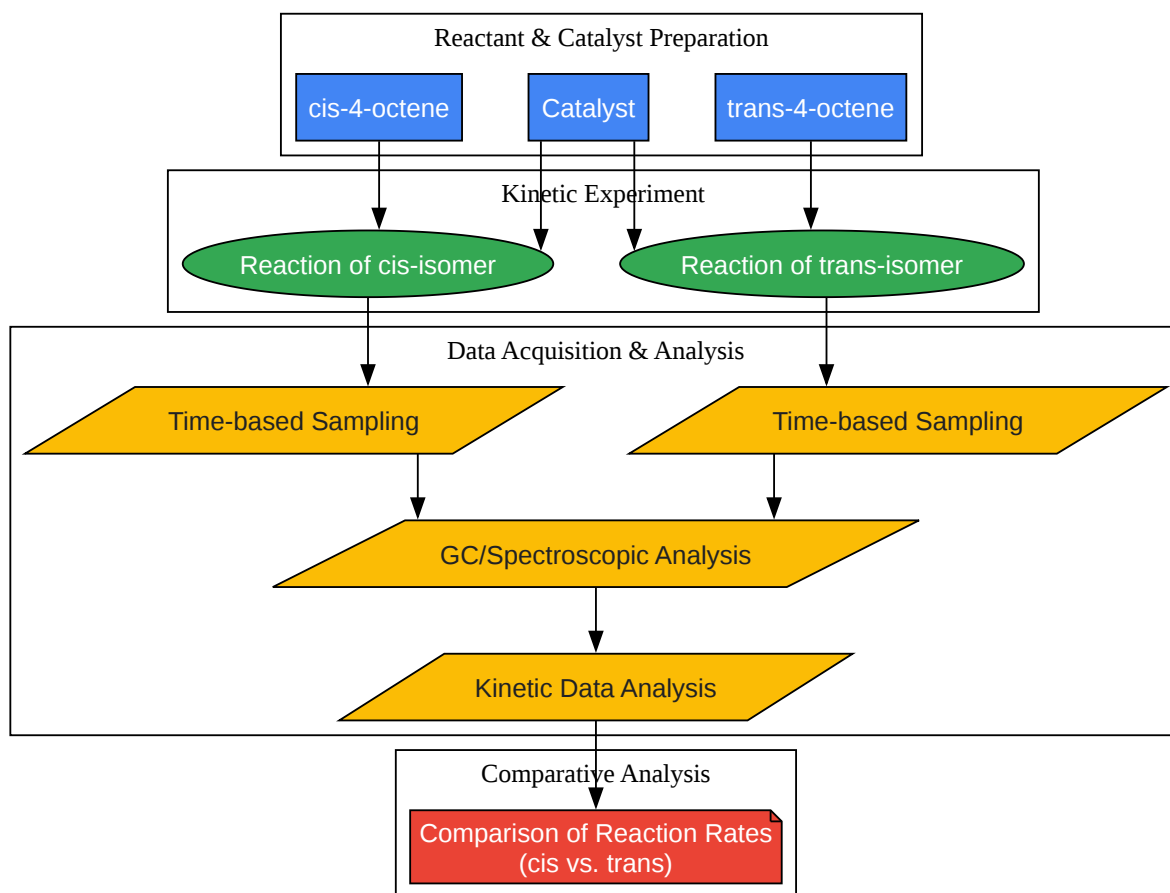 Reactant & Catalyst Preparation
cis-4-octene
Catalyst
trans-4-octene
Kinetic Experiment
Reaction of cis-isomer
Reaction of trans-isomer
Data Acquisition & Analysis
Time-based Sampling
Time-based Sampling
GC/Spectroscopic Analysis
Kinetic Data Analysis
Comparative Analysis
Comparison of Reaction Rates
(cis vs. trans)